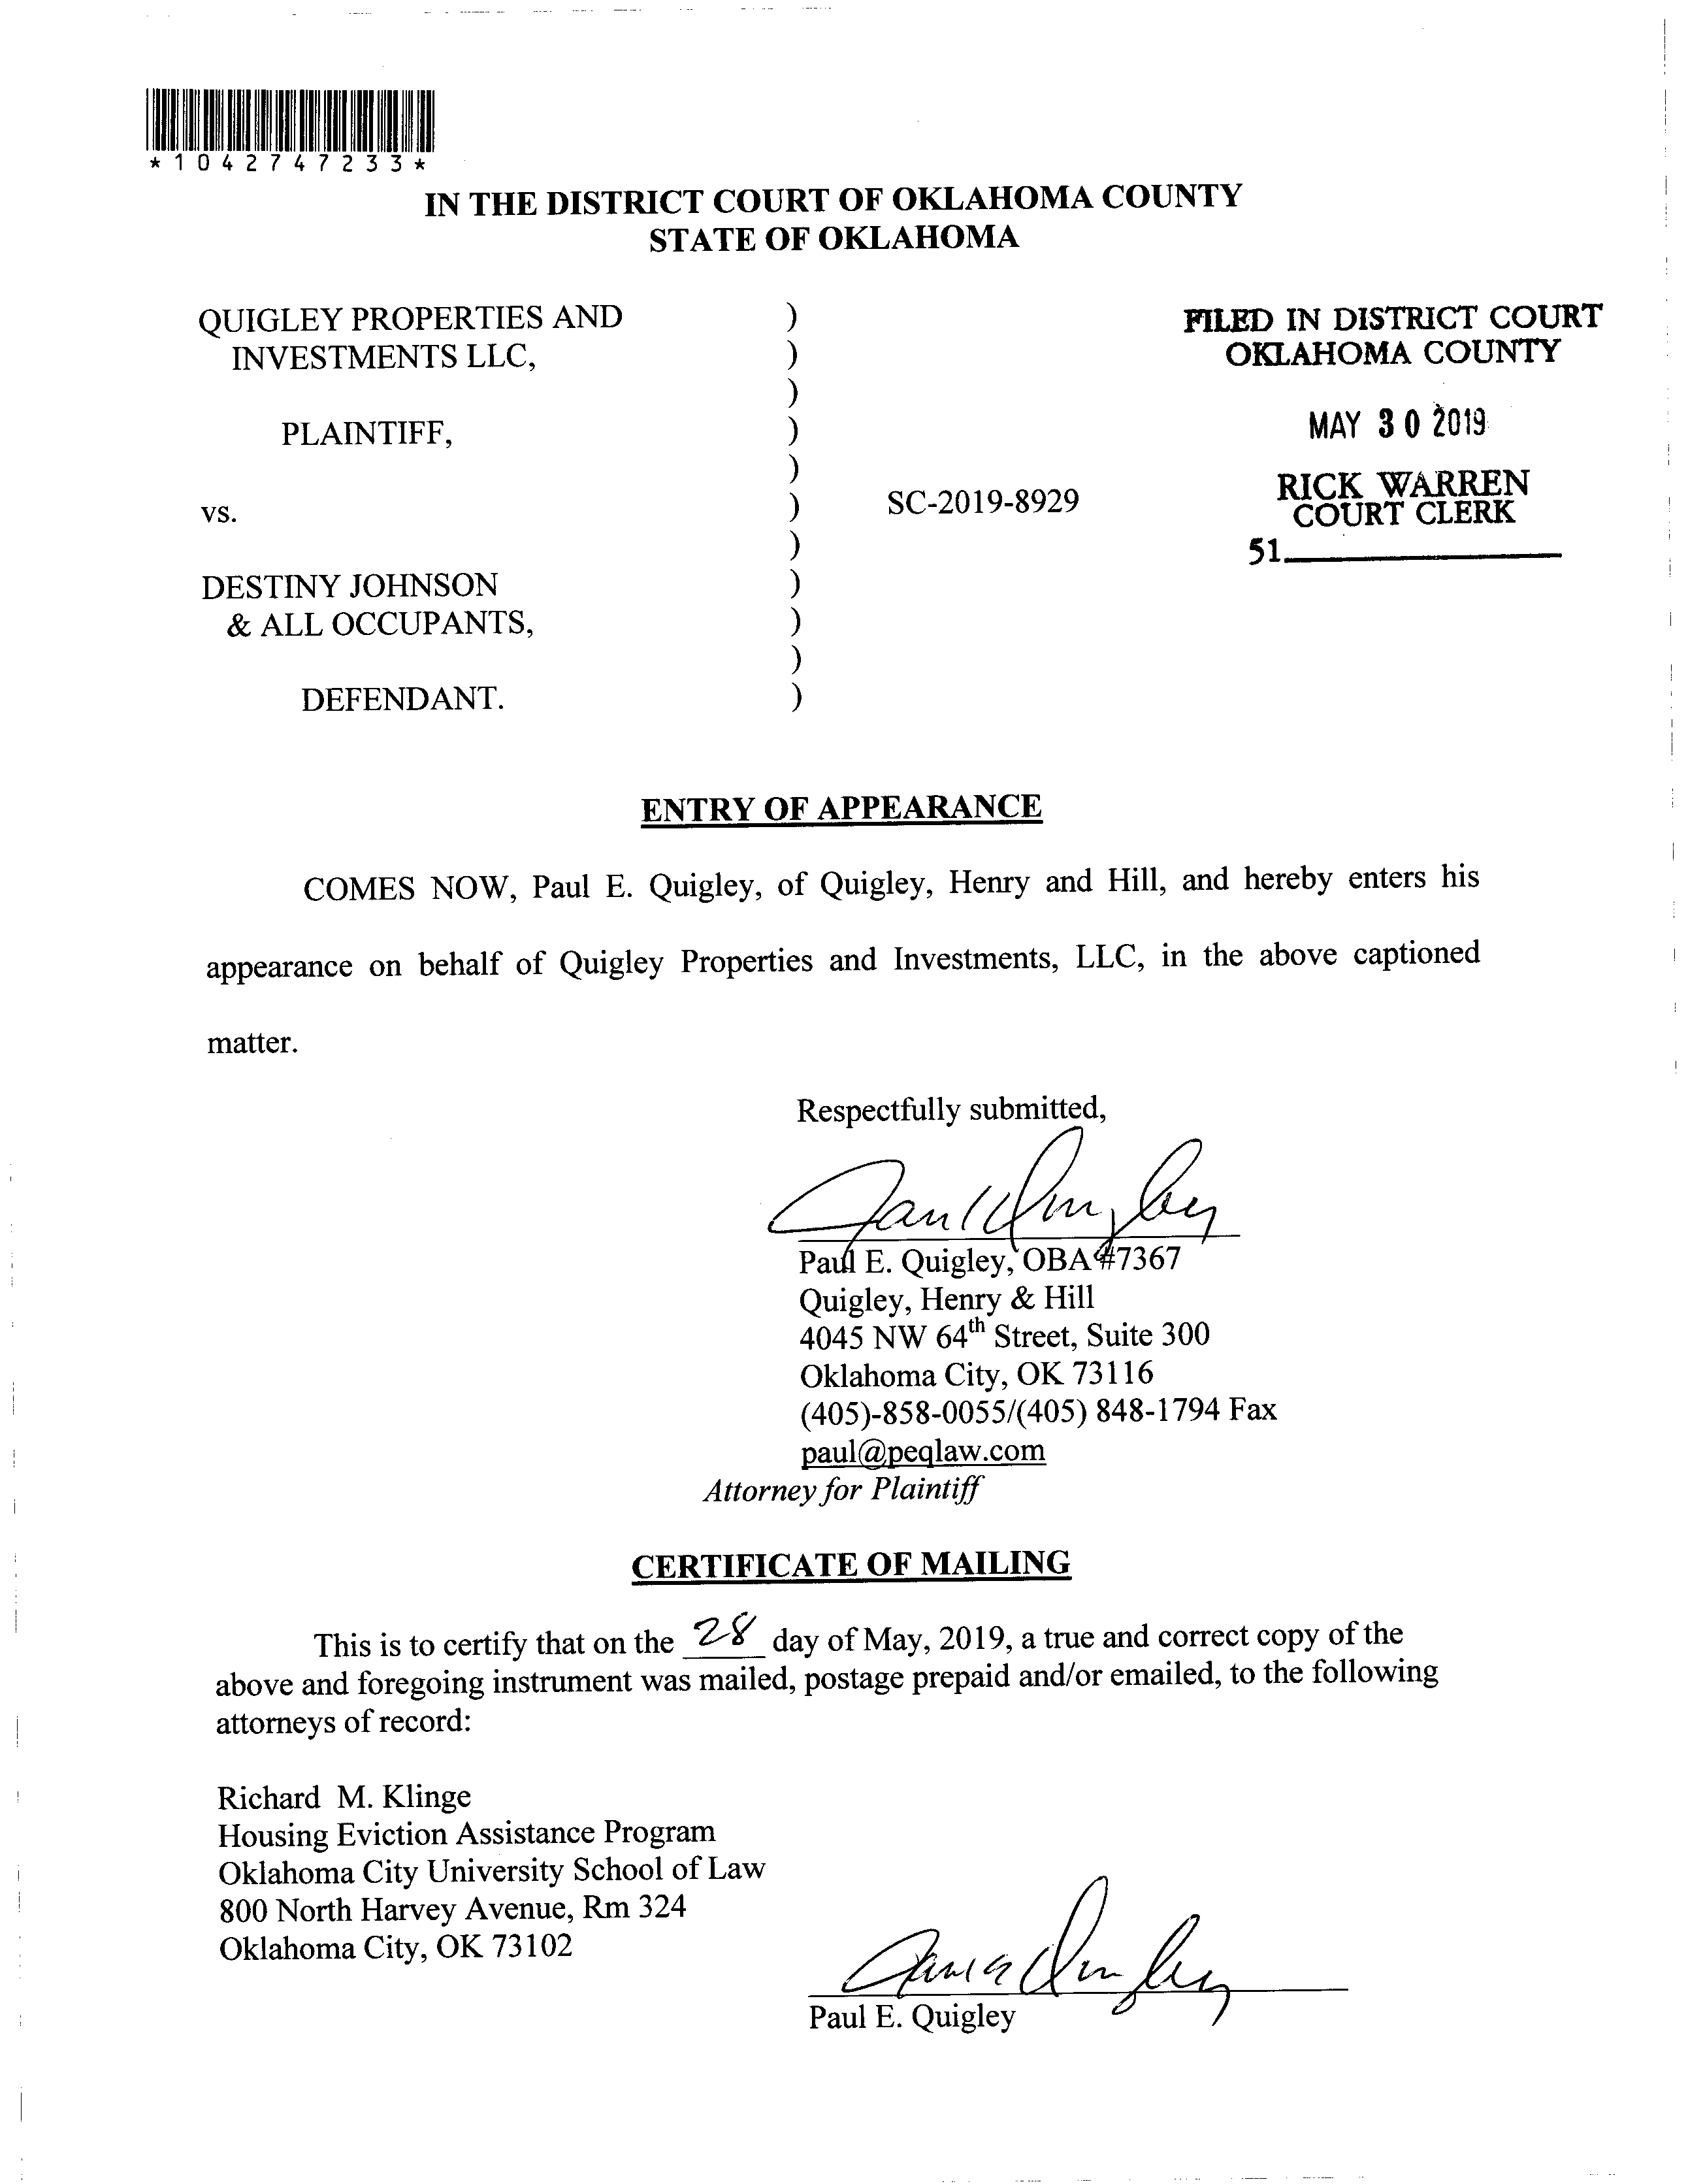 *1042747233*
IN THE DISTRICT COURT OF OKLAHOMA COUNTY
STATE OF OKLAHOMA
QUIGLEY PROPERTIES AND )
INVESTMENTS LLC, )
)
PLAINTIFF, )
)
vs. ) SC-2019-8929
)
DESTINY JOHNSON )
& ALL OCCUPANTS, )
)
DEFENDANT. )
FILED IN DISTRICT COURT
OKLAHOMA COUNTY
MAY 30 2019
RICK WARREN
COURT CLERK
51
ENTRY OF APPEARANCE
COMES NOW, Paul E. Quigley, of Quigley, Henry and Hill, and hereby enters his
appearance on behalf of Quigley Properties and Investments, LLC, in the above captioned
matter.
Respectfully submitted,
Paul E. Quigley, OBA #7367
Quigley, Henry & Hill
4045 NW 64th Street, Suite 300
Oklahoma City, OK 73116
(405)-858-0055/(405) 848-1794 Fax
paul@peqlaw.com
Attorney for Plaintiff
CERTIFICATE OF MAILING
This is to certify that on the 28 day of May, 2019, a true and correct copy of the
above and foregoing instrument was mailed, postage prepaid and/or emailed, to the following
attorneys of record:
Richard M. Klinge
Housing Eviction Assistance Program
Oklahoma City University School of Law
800 North Harvey Avenue, Rm 324
Oklahoma City, OK 73102
Paul E. Quigley